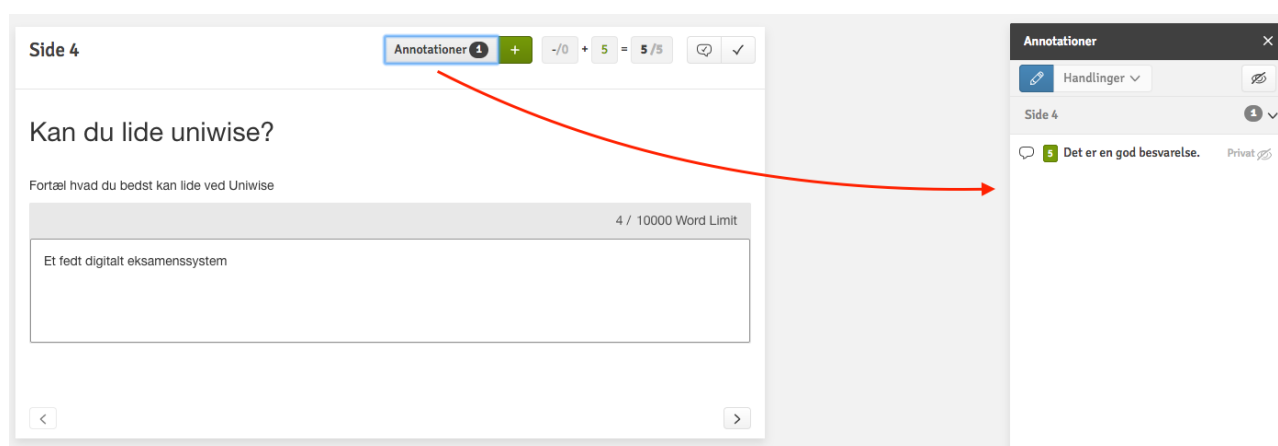 Side 4
Annotationer 1 + -/0 + 5 = 5/5
Kan du lide uniwise?
Fortæl hvad du bedst kan lide ved Uniwise
4 / 10000 Word Limit
Et fedt digitalt eksamenssystem
Annotationer
Handlinger
Side 4 1
5 Det er en god besvarelse. Privat